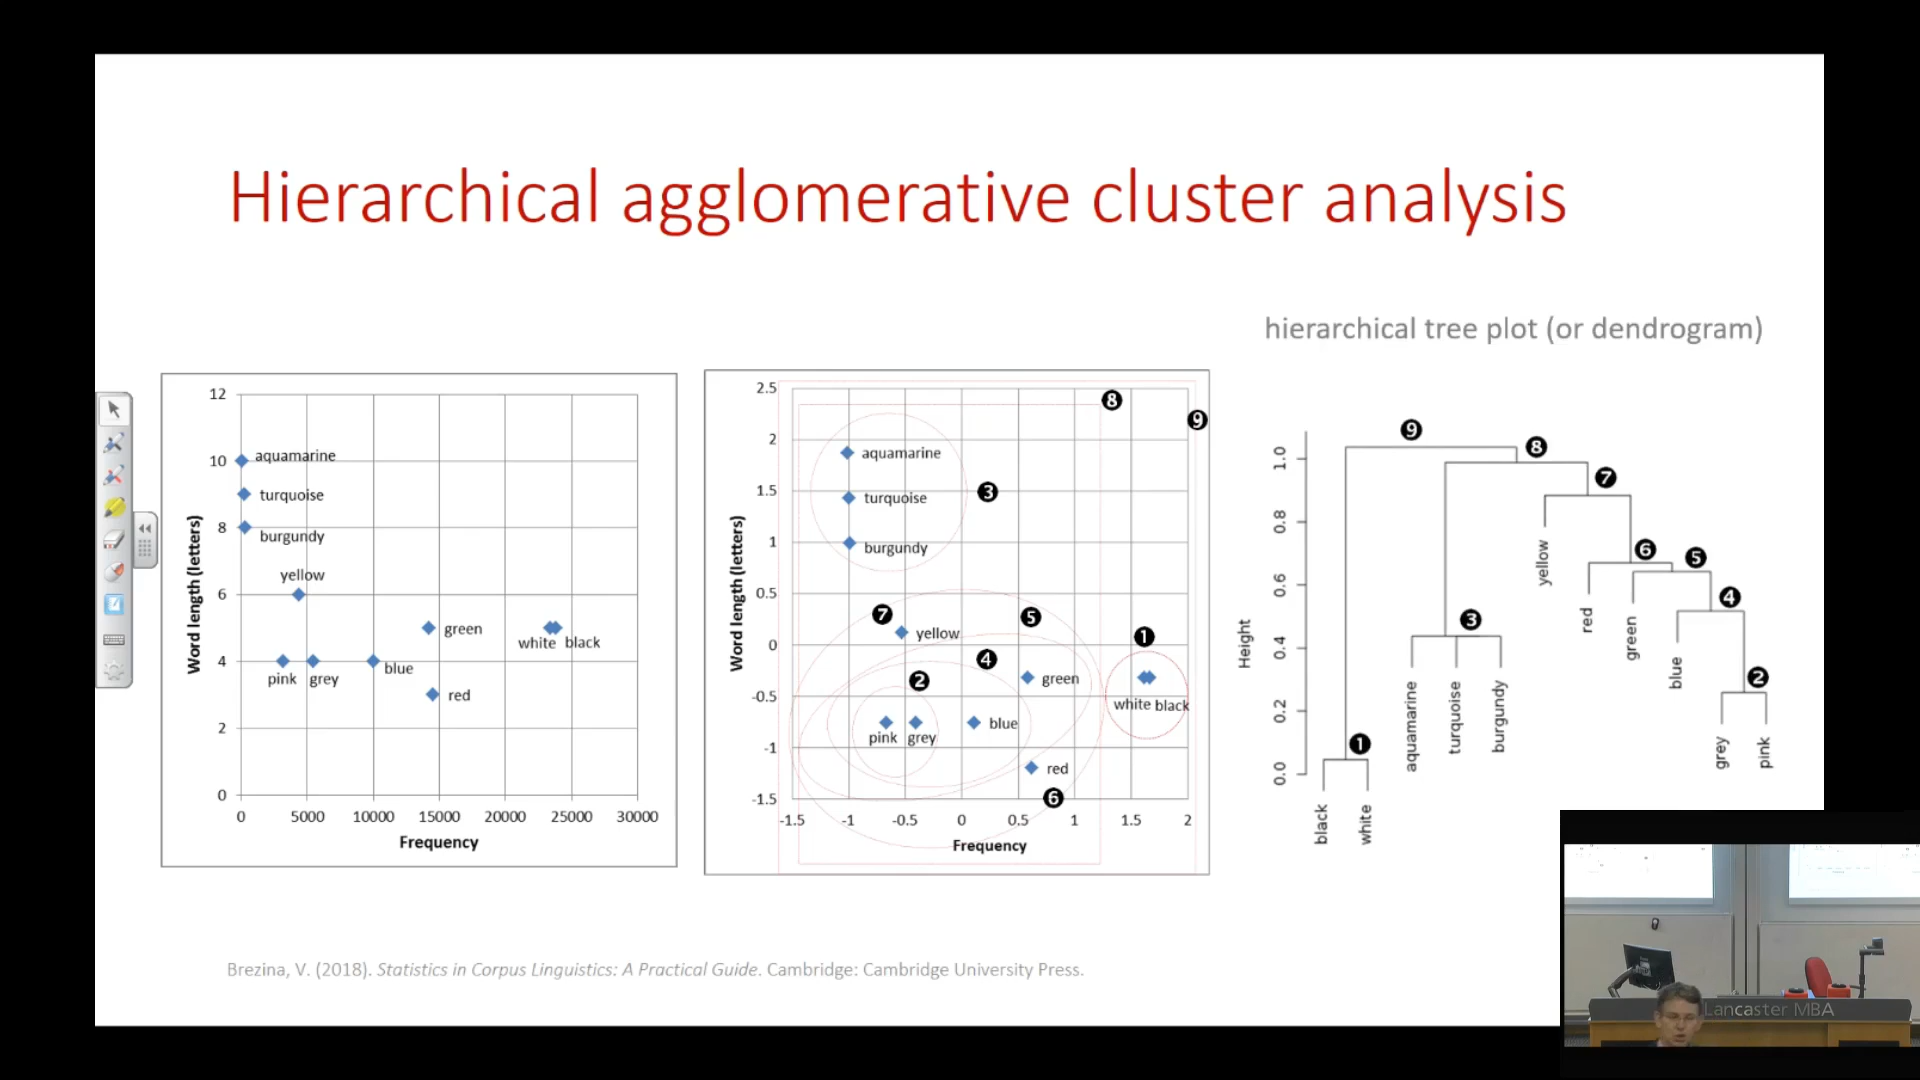 Hierarchical agglomerative cluster analysis
hierarchical tree plot (or dendrogram)
12
10
8
6
4
2
0
Word length (letters)
aquamarine
turquoise
burgundy
yellow
green
white black
pink grey
blue
red
0 5000 10000 15000 20000 25000 30000
Frequency
2.5
2
1.5
1
0.5
0
-0.5
-1
-1.5
Word length (letters)
8
9
aquamarine
turquoise
3
burgundy
7
5
yellow
1
4
2
green
white black
pink grey
blue
red
6
-1.5 -1 -0.5 0 0.5 1 1.5 2
Frequency
Height
0.0 0.2 0.4 0.6 0.8 1.0
9
8
7
6
5
4
3
2
1
black
white
aquamarine
turquoise
burgundy
yellow
red
green
blue
grey
pink
Brezina, V. (2018). Statistics in Corpus Linguistics: A Practical Guide. Cambridge: Cambridge University Press.
Lancaster MBA